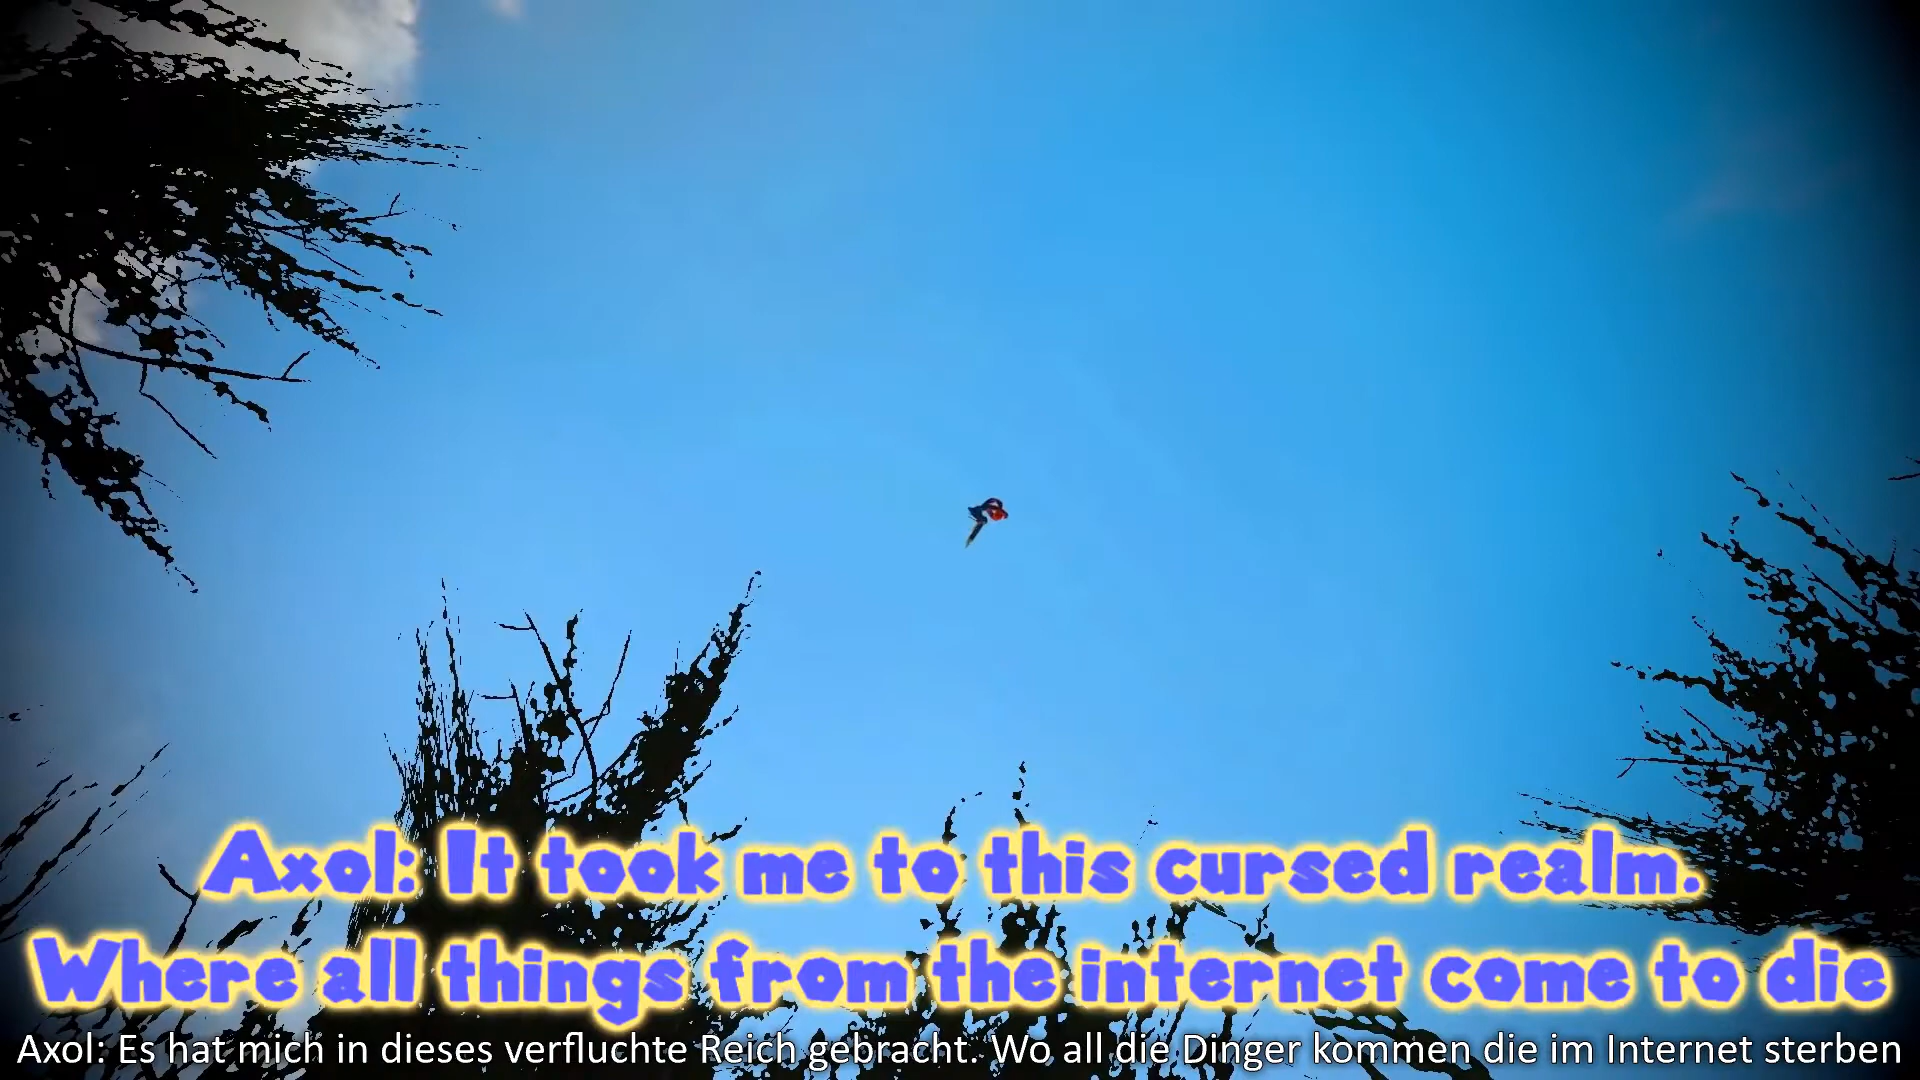 Axol: It took me to this cursed realm.
Where all things from the internet come to die
Axol: Es hat mich in dieses verfluchte Reich gebracht. Wo all die Dinger kommen die im Internet sterben